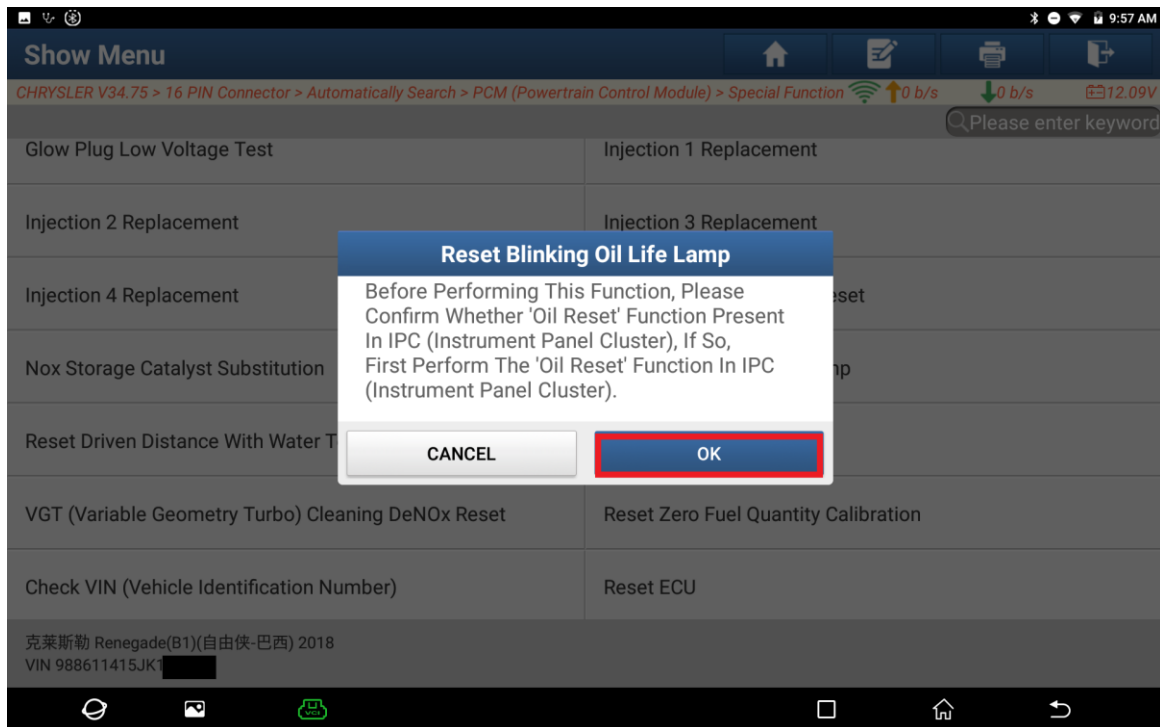 9:57 AM
Show Menu
CHRYSLER V34.75 > 16 PIN Connector > Automatically Search > PCM (Powertrain Control Module) > Special Function
0 b/s
0 b/s
12.09V
Please enter keyword
Glow Plug Low Voltage Test
Injection 1 Replacement
Injection 2 Replacement
Injection 3 Replacement
Reset Blinking Oil Life Lamp
Before Performing This Function, Please
Confirm Whether 'Oil Reset' Function Present
In IPC (Instrument Panel Cluster), If So,
First Perform The 'Oil Reset' Function In IPC
(Instrument Panel Cluster).
CANCEL
OK
Injection 4 Replacement
Nox Storage Catalyst Substitution
Reset Driven Distance With Water
VGT (Variable Geometry Turbo) Cleaning DeNOx Reset
Reset Zero Fuel Quantity Calibration
Check VIN (Vehicle Identification Number)
Reset ECU
克莱斯勒 Renegade(B1)(自由侠-巴西) 2018
VIN 988611415JK1
VCI